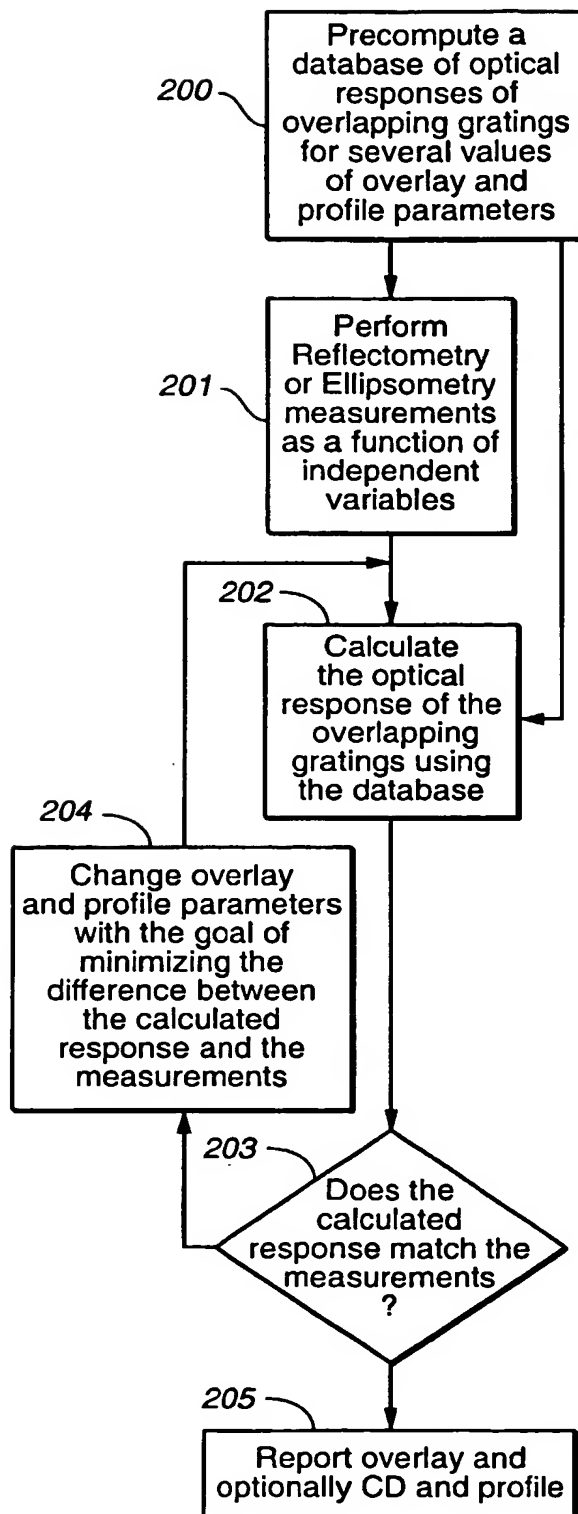 200
Precompute a
database of optical
responses of
overlapping gratings
for several values
of overlay and
profile parameters
201
Perform
Reflectometry
or Ellipsometry
measurements
as a function of
independent
variables
202
Calculate
the optical
response of the
overlapping
gratings using
the database
204
Change overlay
and profile parameters
with the goal of
minimizing the
difference between
the calculated
response and the
measurements
203
Does the
calculated
response match the
measurements
?
205
Report overlay and
optionally CD and profile